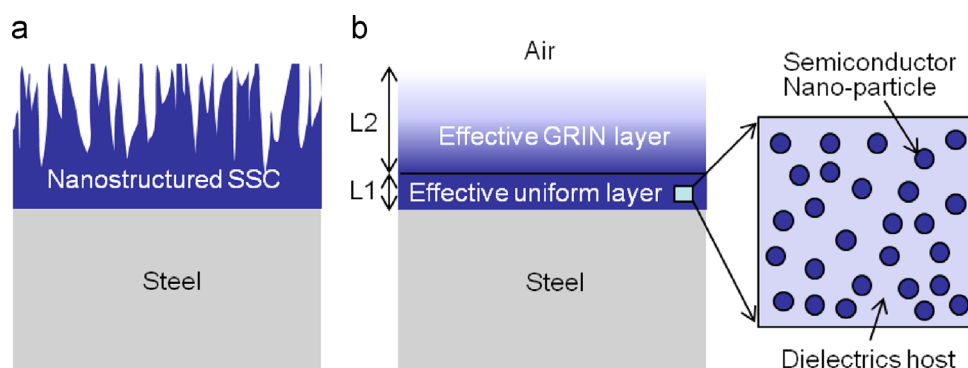 a
Nanostructured SSC
Steel
b
Air
L2
Effective GRIN layer
L1
Effective uniform layer
Steel
Semiconductor
Nano-particle
Dielectrics host